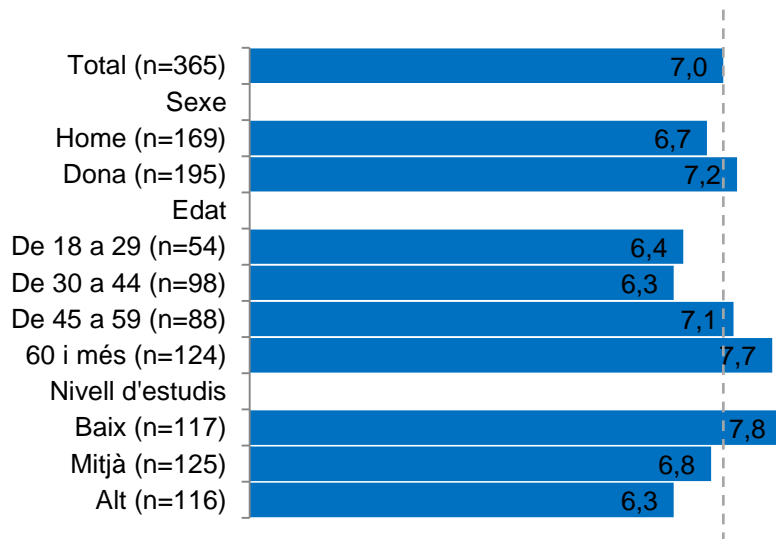 Total (n=365) 7,0
Sexe
Home (n=169) 6,7
Dona (n=195) 7,2
Edat
De 18 a 29 (n=54) 6,4
De 30 a 44 (n=98) 6,3
De 45 a 59 (n=88) 7,1
60 i més (n=124) 7,7
Nivell d'estudis
Baix (n=117) 7,8
Mitjà (n=125) 6,8
Alt (n=116) 6,3